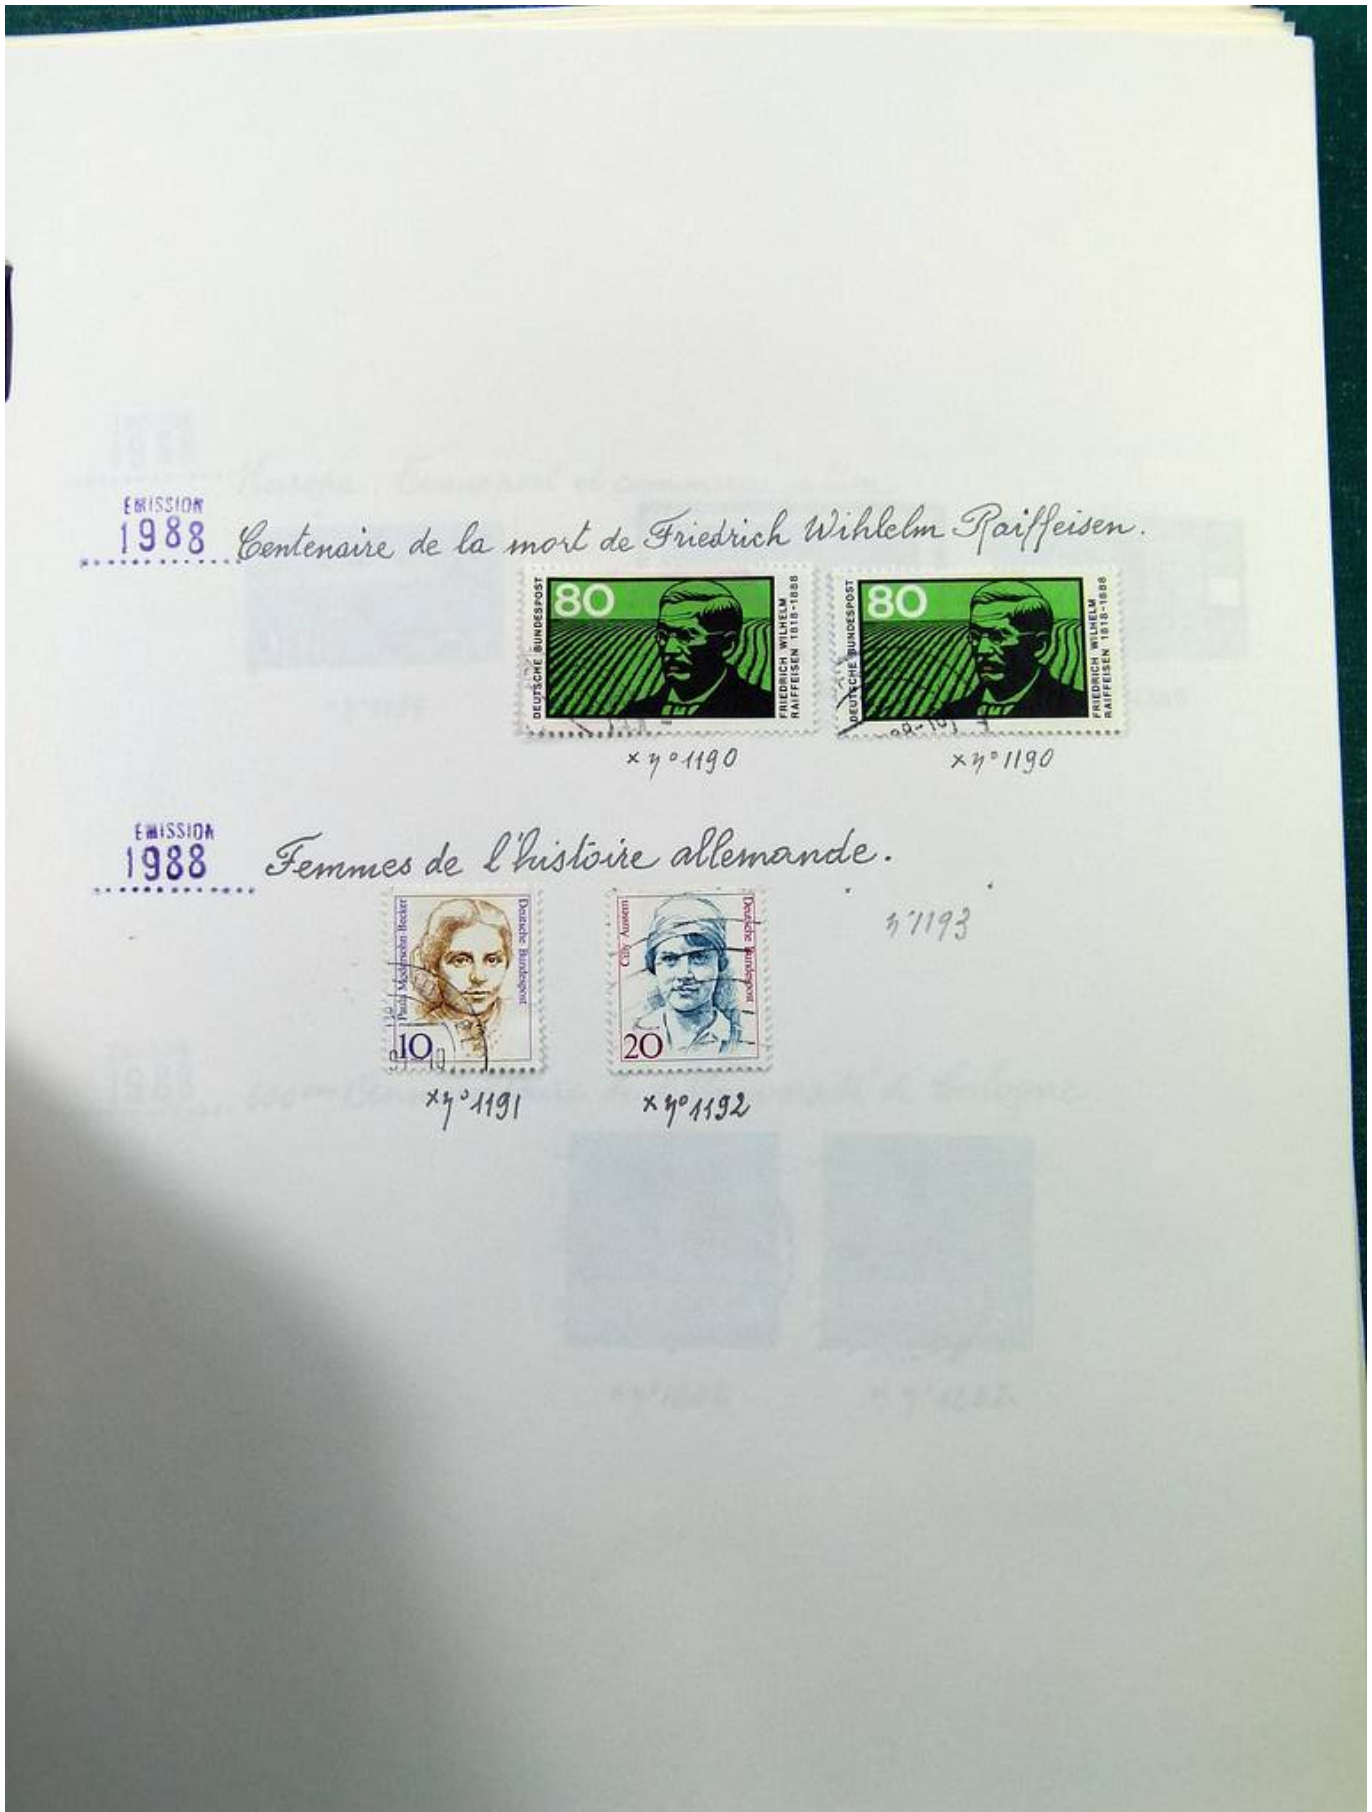 EMISSION
1988
Centenaire de la mort de Friedrich Wihlelm Raiffeisen.
DEUTSCHE BUNDESPOST
80
FRIEDRICH WILHELM
RAIFFEISEN 1818-1888
DEUTSCHE BUNDESPOST
80
FRIEDRICH WILHELM
RAIFFEISEN 1818-1888
x n° 1190
x n° 1190
EMISSION
1988
Femmes de l'histoire allemande.
Paula Modersohn-Becker
Deutsche Bundespost
10
Cilly Aussem
Deutsche Bundespost
20
n° 1193
x n° 1191
x n° 1192